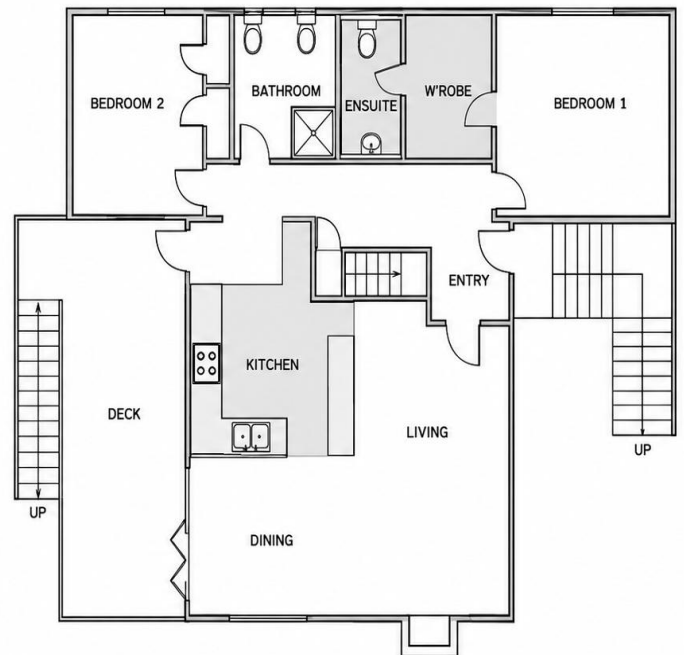 BEDROOM 2
BATHROOM
ENSUITE
W'ROBE
BEDROOM 1
ENTRY
KITCHEN
DECK
LIVING
UP
UP
DINING